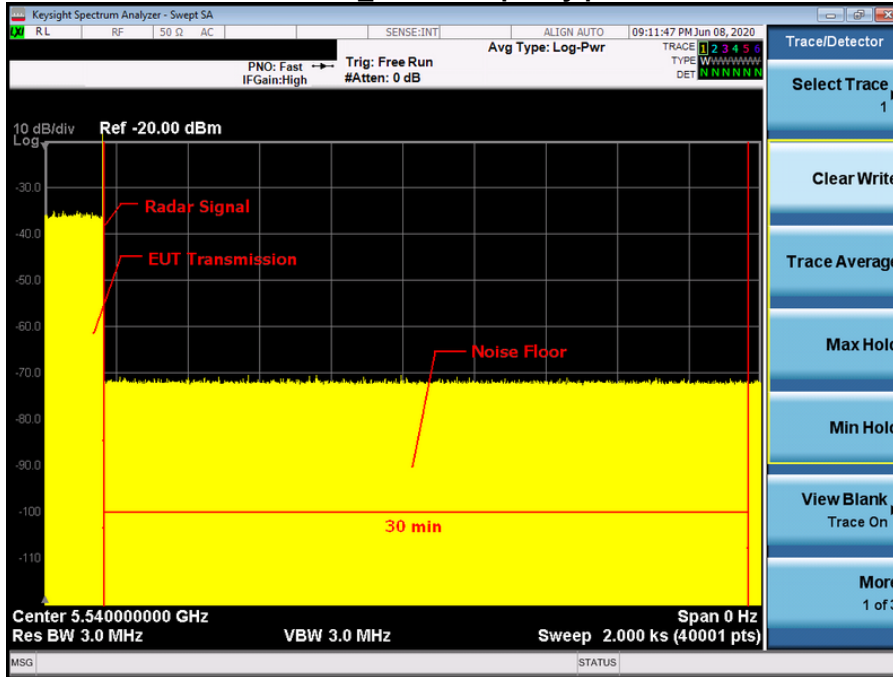 Keysight Spectrum Analyzer - Swept SA
LXI RL RF 50 Ω AC SENSE:INT ALIGN AUTO 09:11:47 PM Jun 08, 2020
Avg Type: Log-Pwr
PNO: Fast
IFGain:High
Trig: Free Run
#Atten: 0 dB
TRACE 1 2 3 4 5 6
TYPE WWWWWW
DET N N N N N N
10 dB/div Ref -20.00 dBm
Log
-30.0
-40.0
-50.0
-60.0
-70.0
-80.0
-90.0
-100
-110
Radar Signal
EUT Transmission
Noise Floor
30 min
Center 5.540000000 GHz Span 0 Hz
Res BW 3.0 MHz VBW 3.0 MHz Sweep 2.000 ks (40001 pts)
MSG STATUS
Trace/Detector
Select Trace
1
Clear Write
Trace Average
Max Hold
Min Hold
View Blank
Trace On
More
1 of 3